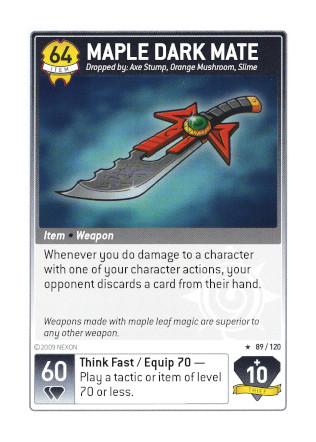 64
ITEM
MAPLE DARK MATE
Dropped by: Axe Stump, Orange Mushroom, Slime
Item • Weapon
Whenever you do damage to a character
with one of your character actions, your
opponent discards a card from their hand.
Weapons made with maple leaf magic are superior to
any other weapon.
©2009 NEXON
★ 89/120
60
Think Fast / Equip 70 —
Play a tactic or item of level
70 or less.
+
10
THIEF